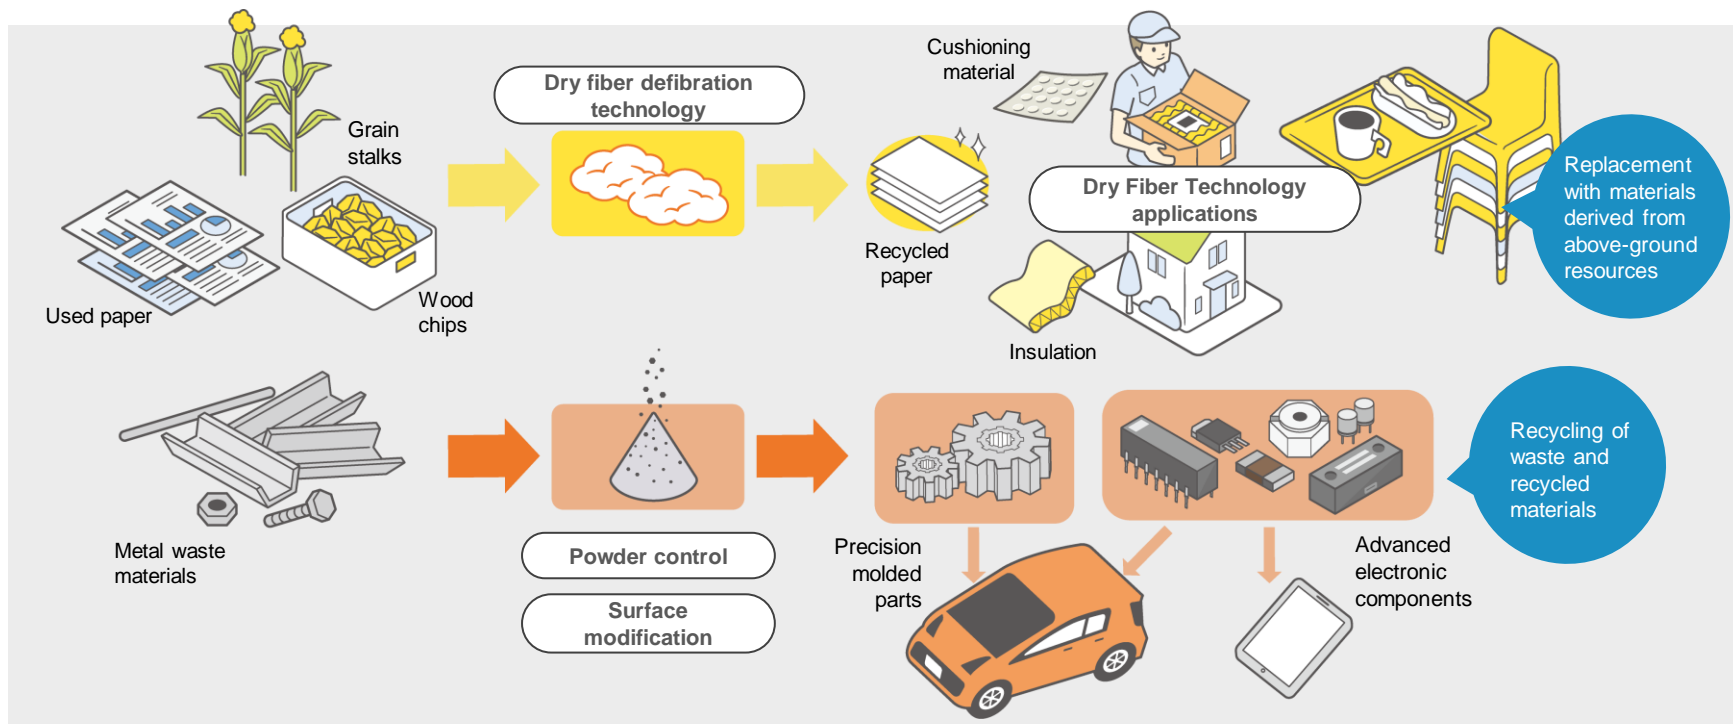 Dry fiber defibration
technology
Cushioning
material
Grain
stalks
Used paper
Wood
chips
Recycled
paper
Dry Fiber Technology
applications
Insulation
Replacement
with materials
derived from
above-ground
resources
Metal waste
materials
Powder control
Surface
modification
Precision
molded
parts
Advanced
electronic
components
Recycling of
waste and
recycled
materials